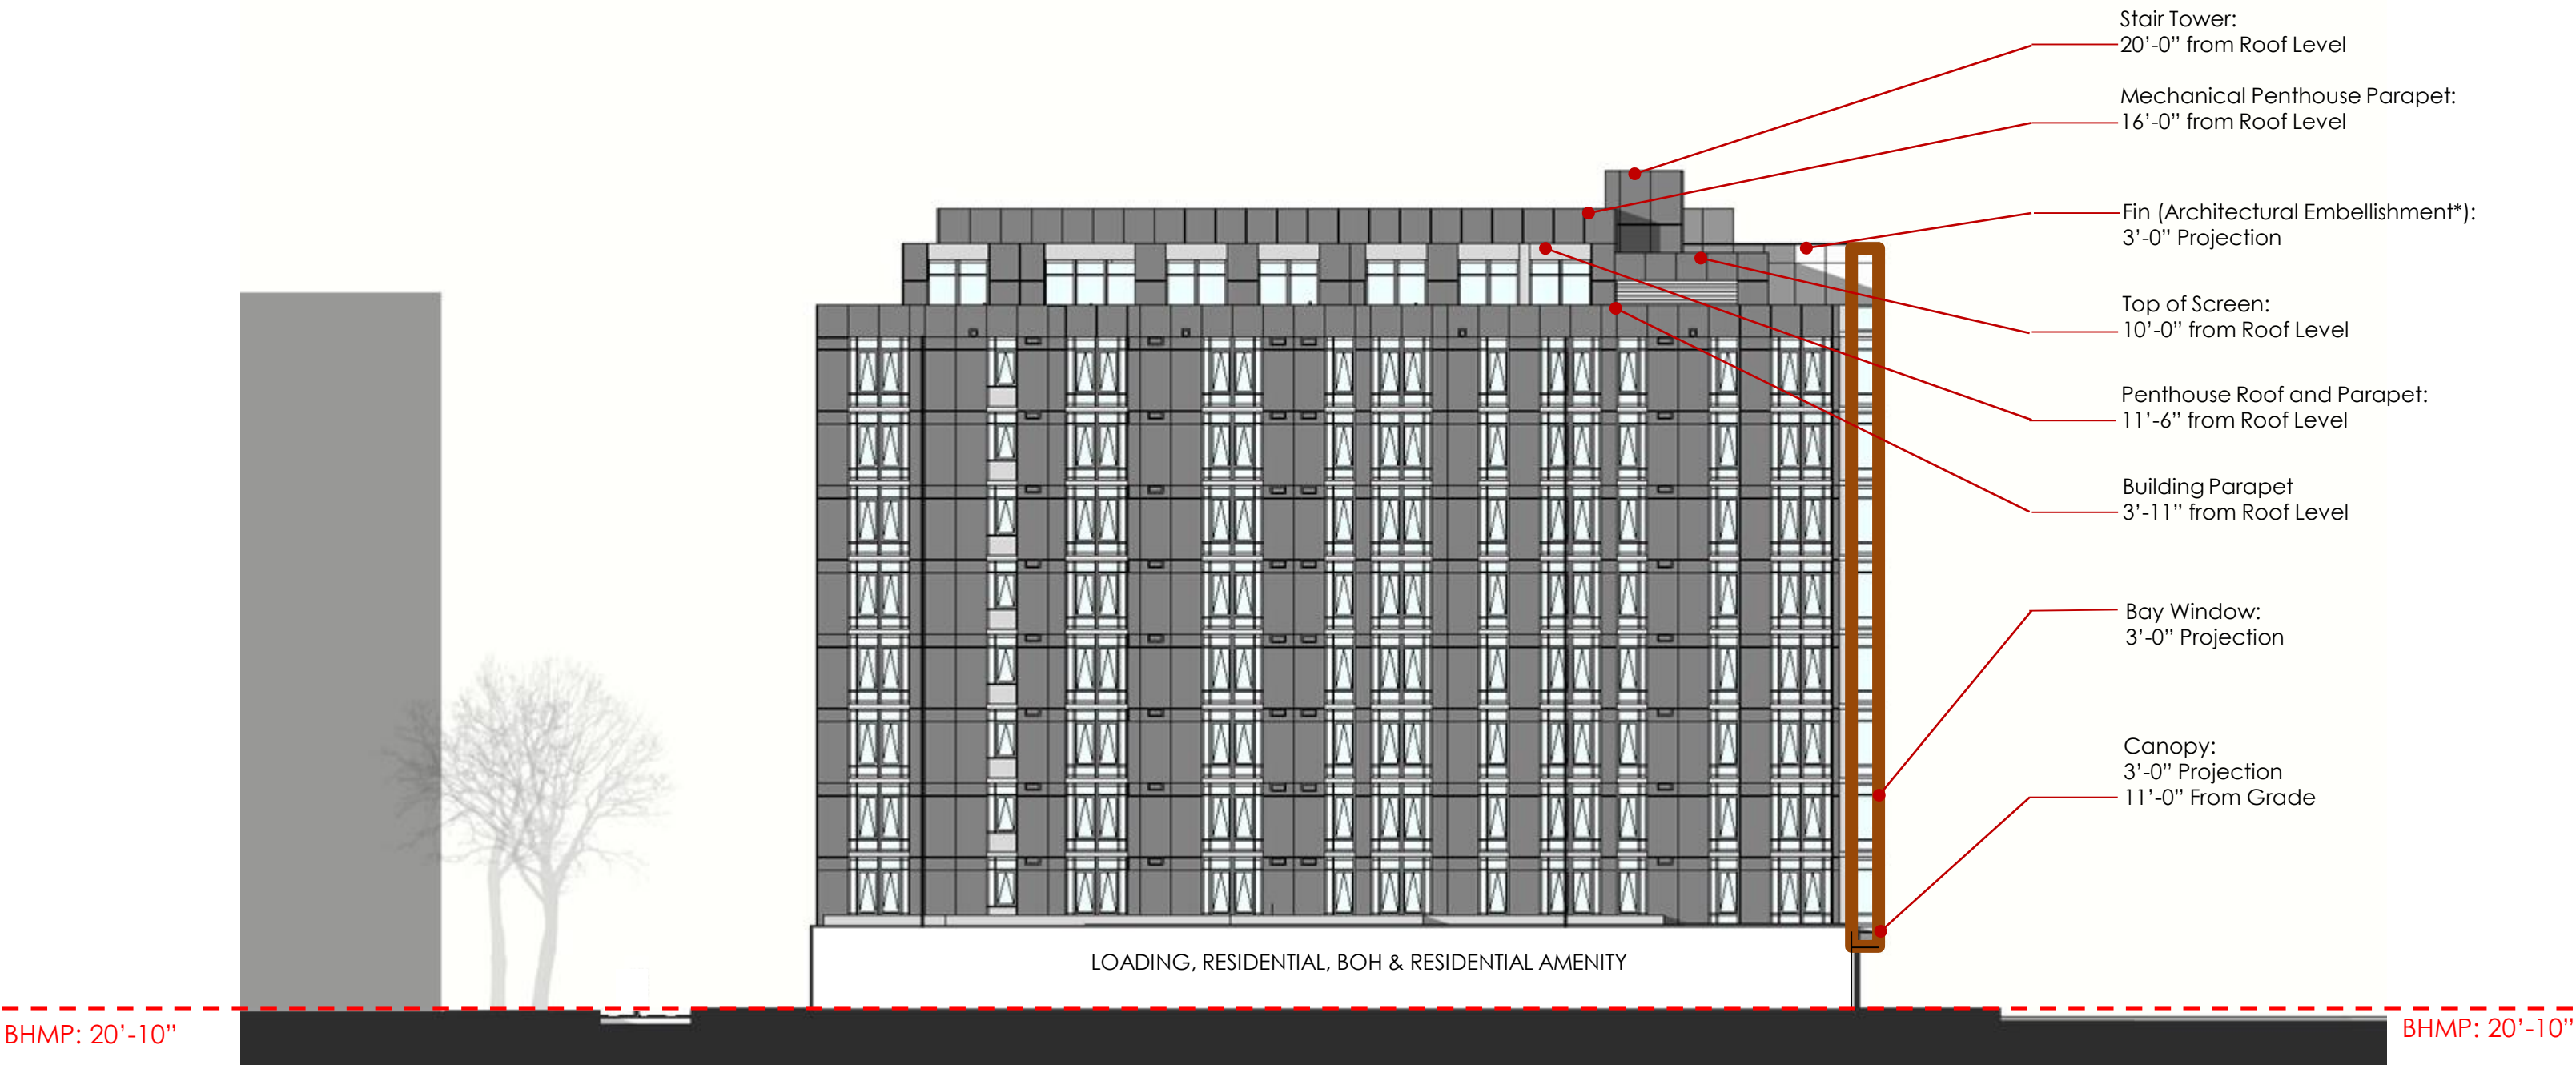 Stair Tower:
20’-0” from Roof Level
Mechanical Penthouse Parapet:
16’-0” from Roof Level
Fin (Architectural Embellishment*):
3’-0” Projection
Top of Screen:
10’-0” from Roof Level
Penthouse Roof and Parapet:
11’-6” from Roof Level
Building Parapet
3’-11” from Roof Level
Bay Window:
3’-0” Projection
Canopy:
3’-0” Projection
11’-0” From Grade
LOADING, RESIDENTIAL, BOH & RESIDENTIAL AMENITY
BHMP: 20’-10”
BHMP: 20’-10”